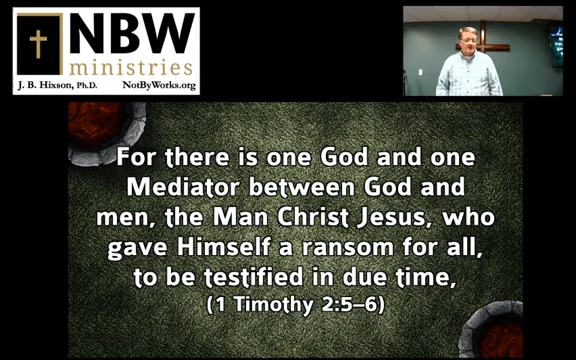 NBW
ministries
J. B. Hixson, Ph.D. NotByWorks.org
For there is one God and one
Mediator between God and
men, the Man Christ Jesus, who
gave Himself a ransom for all,
to be testified in due time,
(1 Timothy 2:5–6)